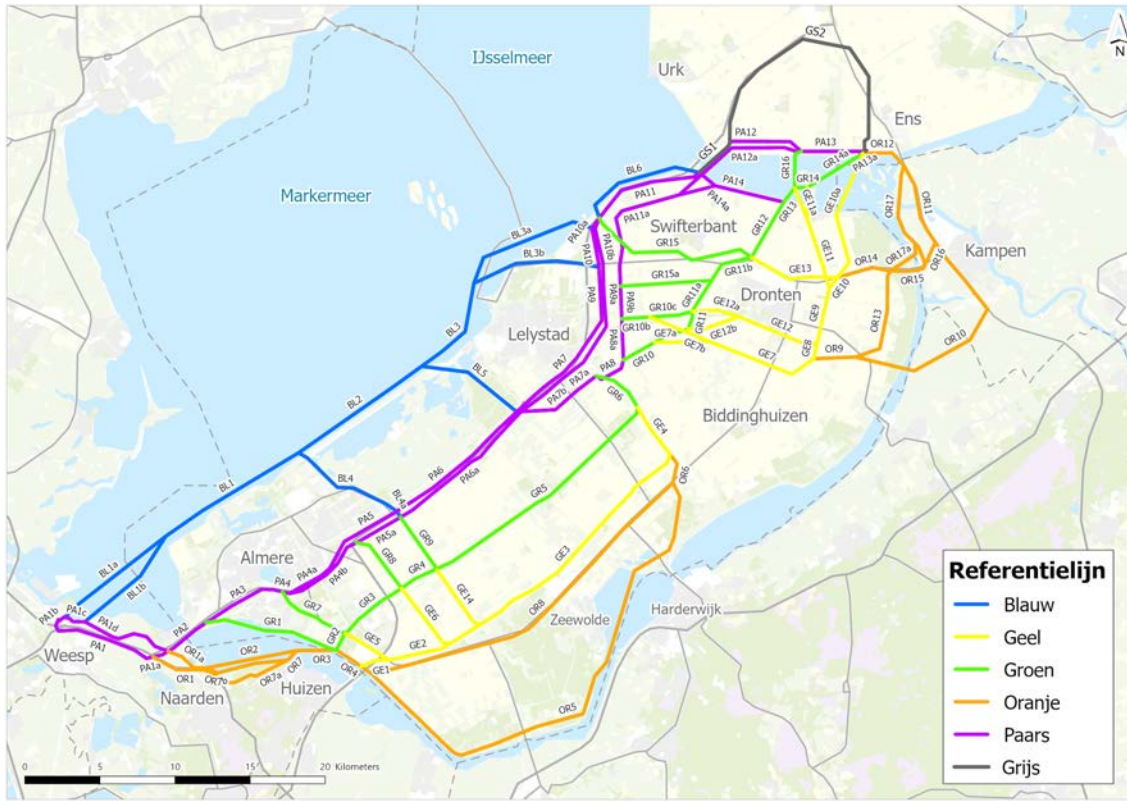 GS2
IJsselmeer
Urk
N
Ens
PA12
GS1
PA13
OR12
PA12a
GR16
GR14a
PA13a
BL6
GR14
PA14
PA11
GE10a
OR17
OR11
Markermeer
PA14a
GR13
GE11a
PA11a
BL3a
PA10a
Swifterbant
GR12
PA10b
Kampen
GE11
OR17a
OR16
BL3b
PA10
GR15
GR11b
GE13
OR14
GR15a
GE10
OR15
PA9
PA9a
PA9b
GR11a
Dronten
GE12a
GE9
BL3
Lelystad
GR10c
GR11
OR13
GR10b
GE7a
GE12b
GE12
OR10
PA8a
GE7b
GE8
OR9
PA7
PA8
GR10
GE7
PA7a
BL5
PA7b
GR6
BL2
Biddinghuizen
GE4
PA6
OR6
PA6a
BL4
BL1
GR5
BL4a
PA5
PA5a
GR9
Almere
GE3
BL1a
PA4a
PA4b
GR8
GR4
BL1b
PA4
PA3
GR3
OR8
PA1b
PA1c
GR7
GE14
Zeewolde
Harderwijk
PA1d
PA2
GR1
GR2
GE6
PA1
Weesp
GE5
GE2
OR1a
OR2
PA1a
OR7
OR3
OR4
GE1
OR1
OR7a
Naarden
Huizen
OR5
0 5 10 15 20 Kilometers
Referentielijn
Blauw
Geel
Groen
Oranje
Paars
Grijs